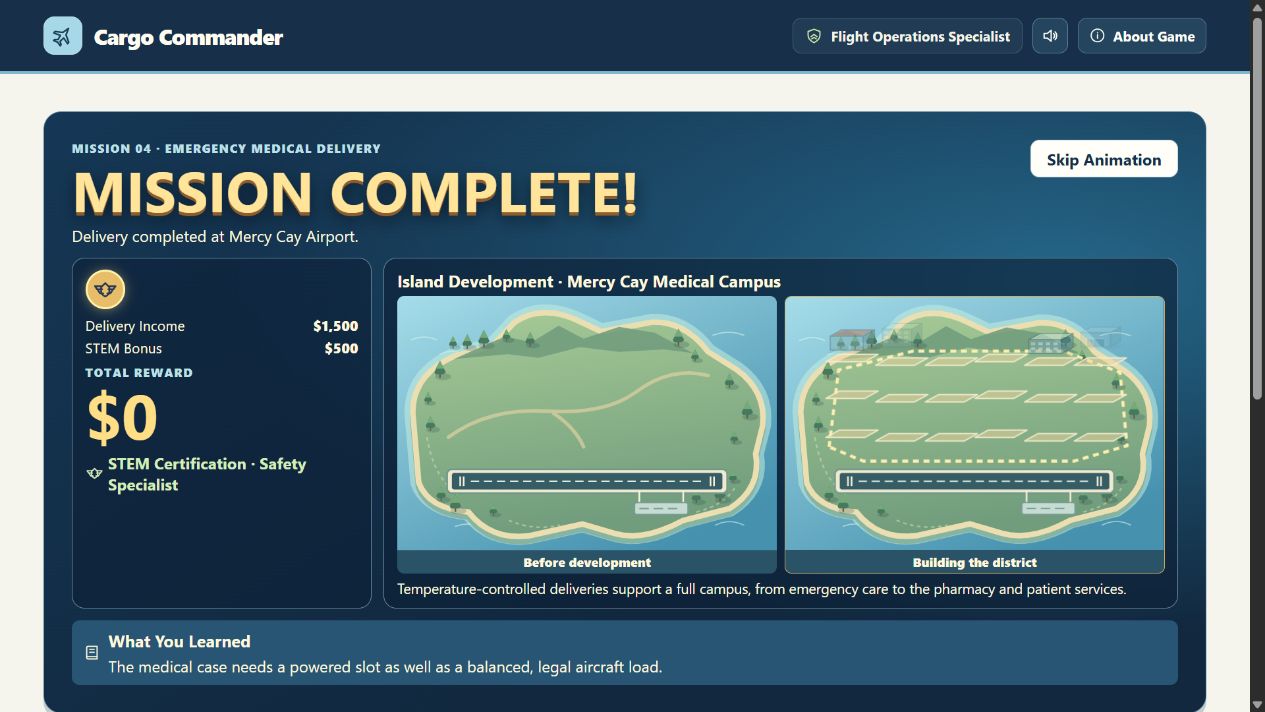 Cargo Commander
Flight Operations Specialist
About Game
MISSION 04 · EMERGENCY MEDICAL DELIVERY
Skip Animation
MISSION COMPLETE!
Delivery completed at Mercy Cay Airport.
Delivery Income $1,500
STEM Bonus $500
TOTAL REWARD
$0
STEM Certification · Safety
Specialist
Island Development · Mercy Cay Medical Campus
Before development
Building the district
Temperature-controlled deliveries support a full campus, from emergency care to the pharmacy and patient services.
What You Learned
The medical case needs a powered slot as well as a balanced, legal aircraft load.